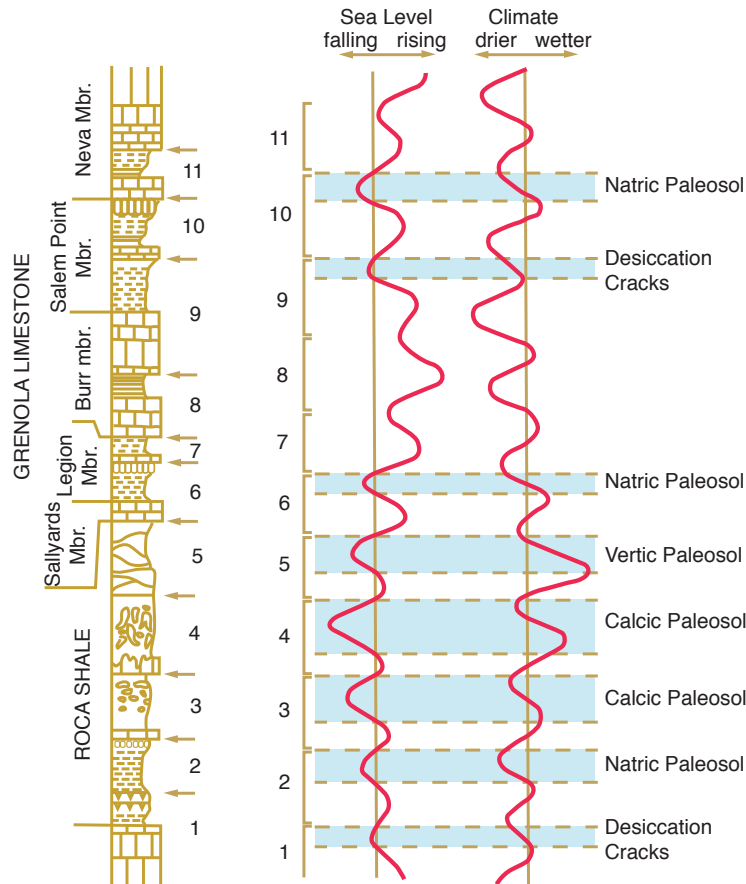 Sea Level
falling rising
Climate
drier wetter
GRENOLA LIMESTONE
ROCA SHALE
Neva Mbr.
Salem Point
Mbr.
Burr mbr.
Legion
Mbr.
Sallyards
Mbr.
11
10
9
8
7
6
5
4
3
2
1
11
10
9
8
7
6
5
4
3
2
1
Natric Paleosol
Desiccation
Cracks
Natric Paleosol
Vertic Paleosol
Calcic Paleosol
Calcic Paleosol
Natric Paleosol
Desiccation
Cracks